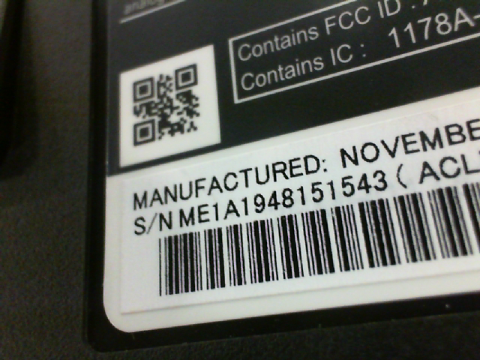 Contains FCC ID :
Contains IC : 1178A-
MANUFACTURED: NOVEMBE
S/N ME1A1948151543 ( ACL